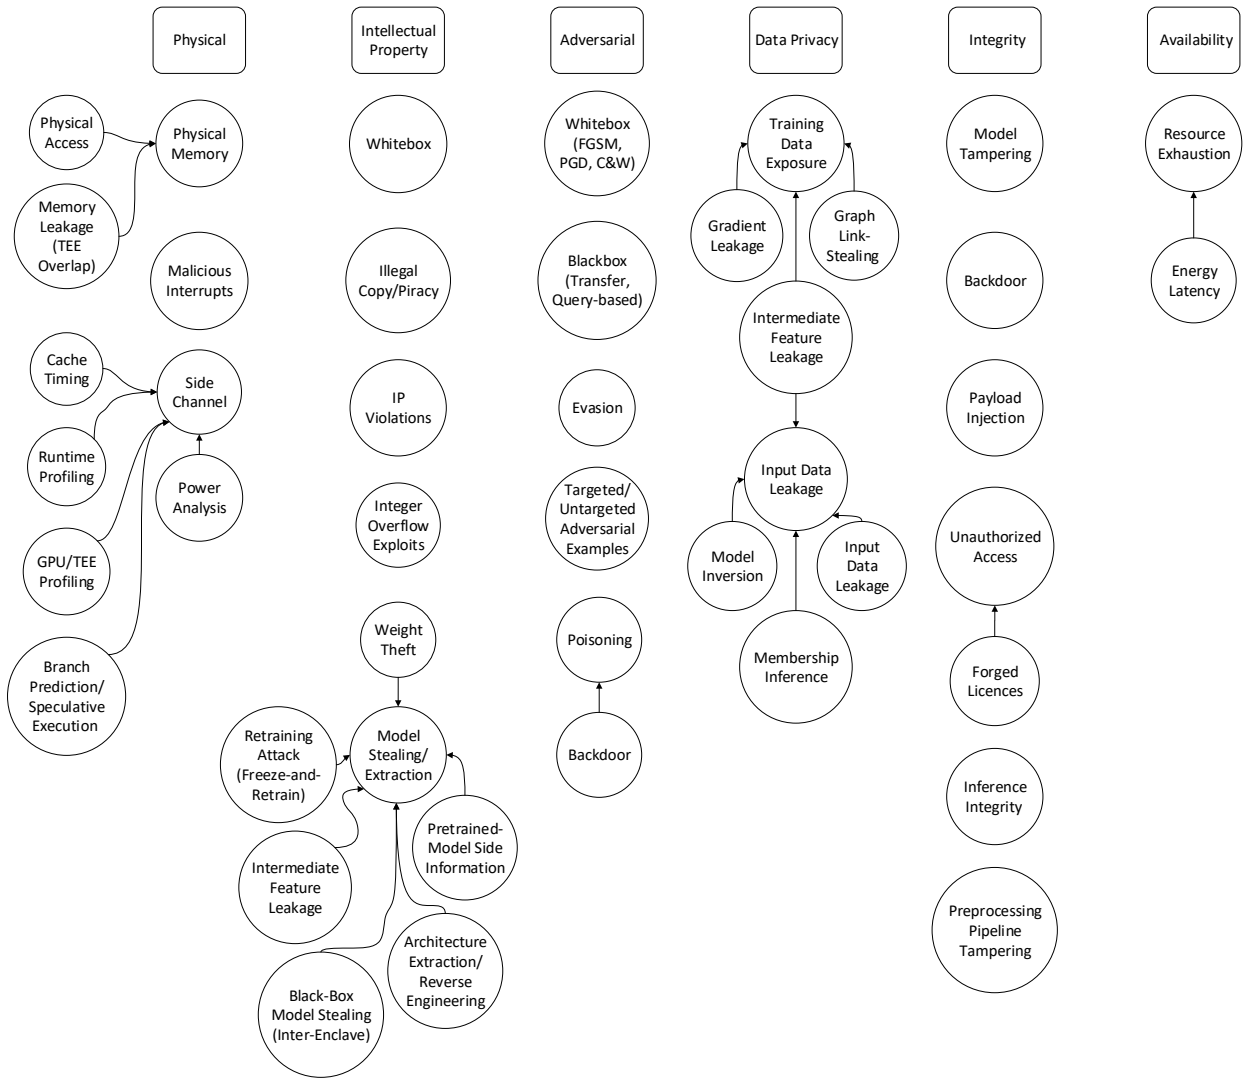 Physical
Intellectual
Property
Adversarial
Data Privacy
Integrity
Availability
Physical
Access
Physical
Memory
Memory
Leakage
(TEE
Overlap)
Malicious
Interrupts
Cache
Timing
Side
Channel
Runtime
Profiling
Power
Analysis
GPU/TEE
Profiling
Branch
Prediction/
Speculative
Execution
Whitebox
Illegal
Copy/Piracy
IP
Violations
Integer
Overflow
Exploits
Weight
Theft
Model
Stealing/
Extraction
Retraining
Attack
(Freeze-and-
Retrain)
Pretrained-
Model Side
Information
Intermediate
Feature
Leakage
Architecture
Extraction/
Reverse
Engineering
Black-Box
Model Stealing
(Inter-Enclave)
Whitebox
(FGSM,
PGD, C&W)
Blackbox
(Transfer,
Query-based)
Evasion
Targeted/
Untargeted
Adversarial
Examples
Poisoning
Backdoor
Training
Data
Exposure
Gradient
Leakage
Graph
Link-
Stealing
Intermediate
Feature
Leakage
Input Data
Leakage
Model
Inversion
Input
Data
Leakage
Membership
Inference
Model
Tampering
Backdoor
Payload
Injection
Unauthorized
Access
Forged
Licences
Inference
Integrity
Preprocessing
Pipeline
Tampering
Resource
Exhaustion
Energy
Latency